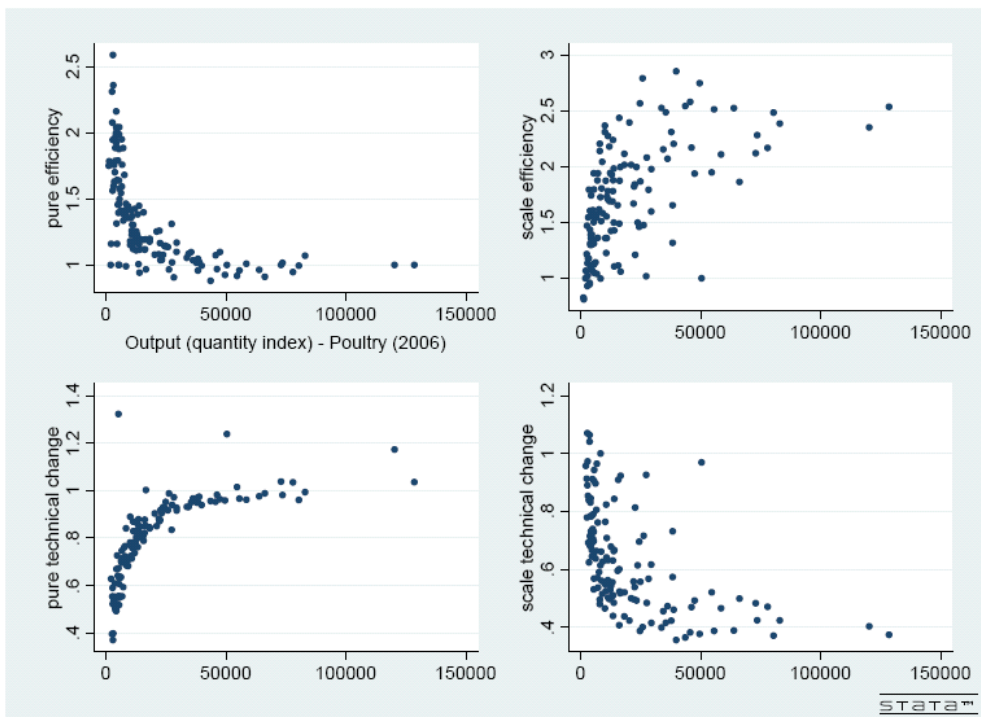 pure efficiency
2.5
2
1.5
1
0 50000 100000 150000
Output (quantity index) - Poultry (2006)
scale efficiency
3
2.5
2
1.5
1
0 50000 100000 150000
pure technical change
1.4
1.2
1
.8
.6
.4
0 50000 100000 150000
scale technical change
1.2
1
.8
.6
.4
0 50000 100000 150000
STATA™